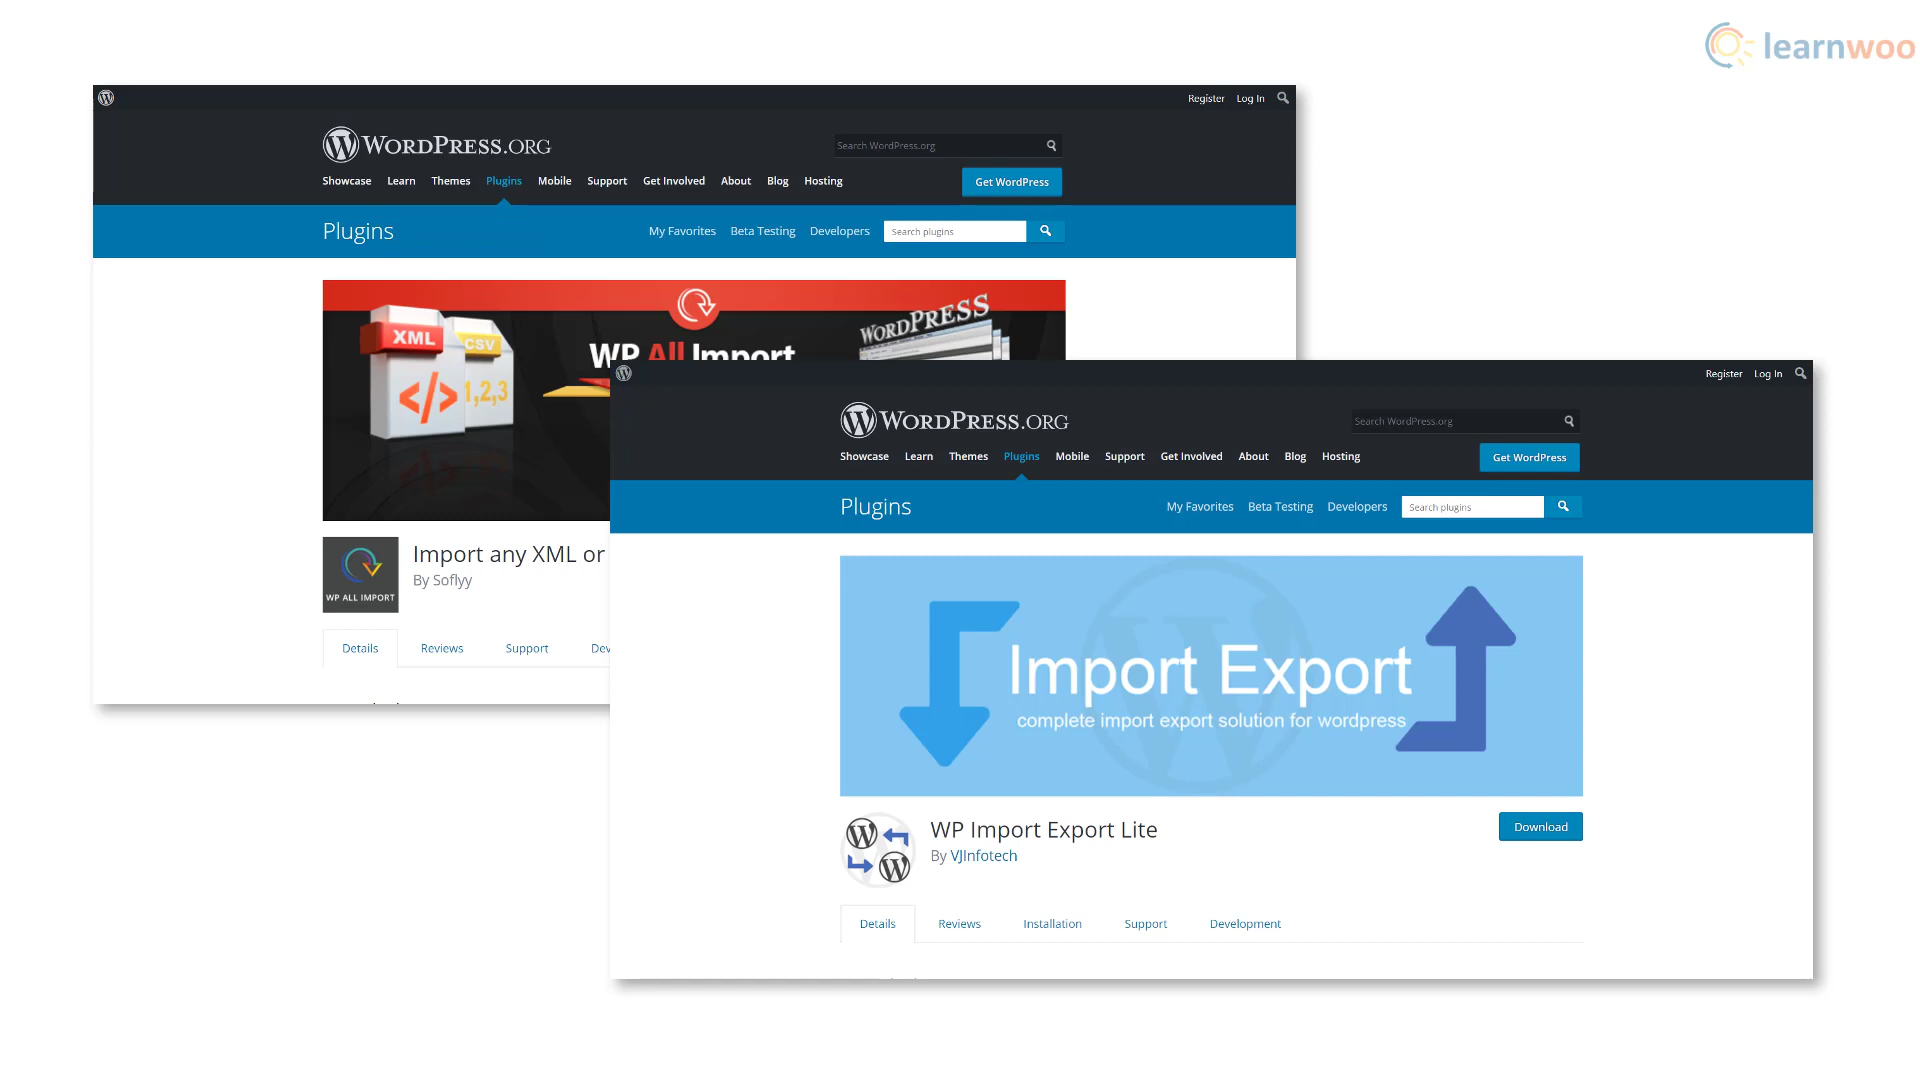 learnwoo
Register Log In
WORDPRESS.ORG
Search WordPress.org
Showcase Learn Themes Plugins Mobile Support Get Involved About Blog Hosting
Get WordPress
Plugins
My Favorites Beta Testing Developers
Search plugins
XML
CSV
</>
1,2,3
WP All Import
WORDPRESS
WP ALL IMPORT
Import any XML or
By Soflyy
Details Reviews Support Dev
Register Log In
WORDPRESS.ORG
Search WordPress.org
Showcase Learn Themes Plugins Mobile Support Get Involved About Blog Hosting
Get WordPress
Plugins
My Favorites Beta Testing Developers
Search plugins
Import Export
complete import export solution for wordpress
WP Import Export Lite
By VJInfotech
Download
Details Reviews Installation Support Development